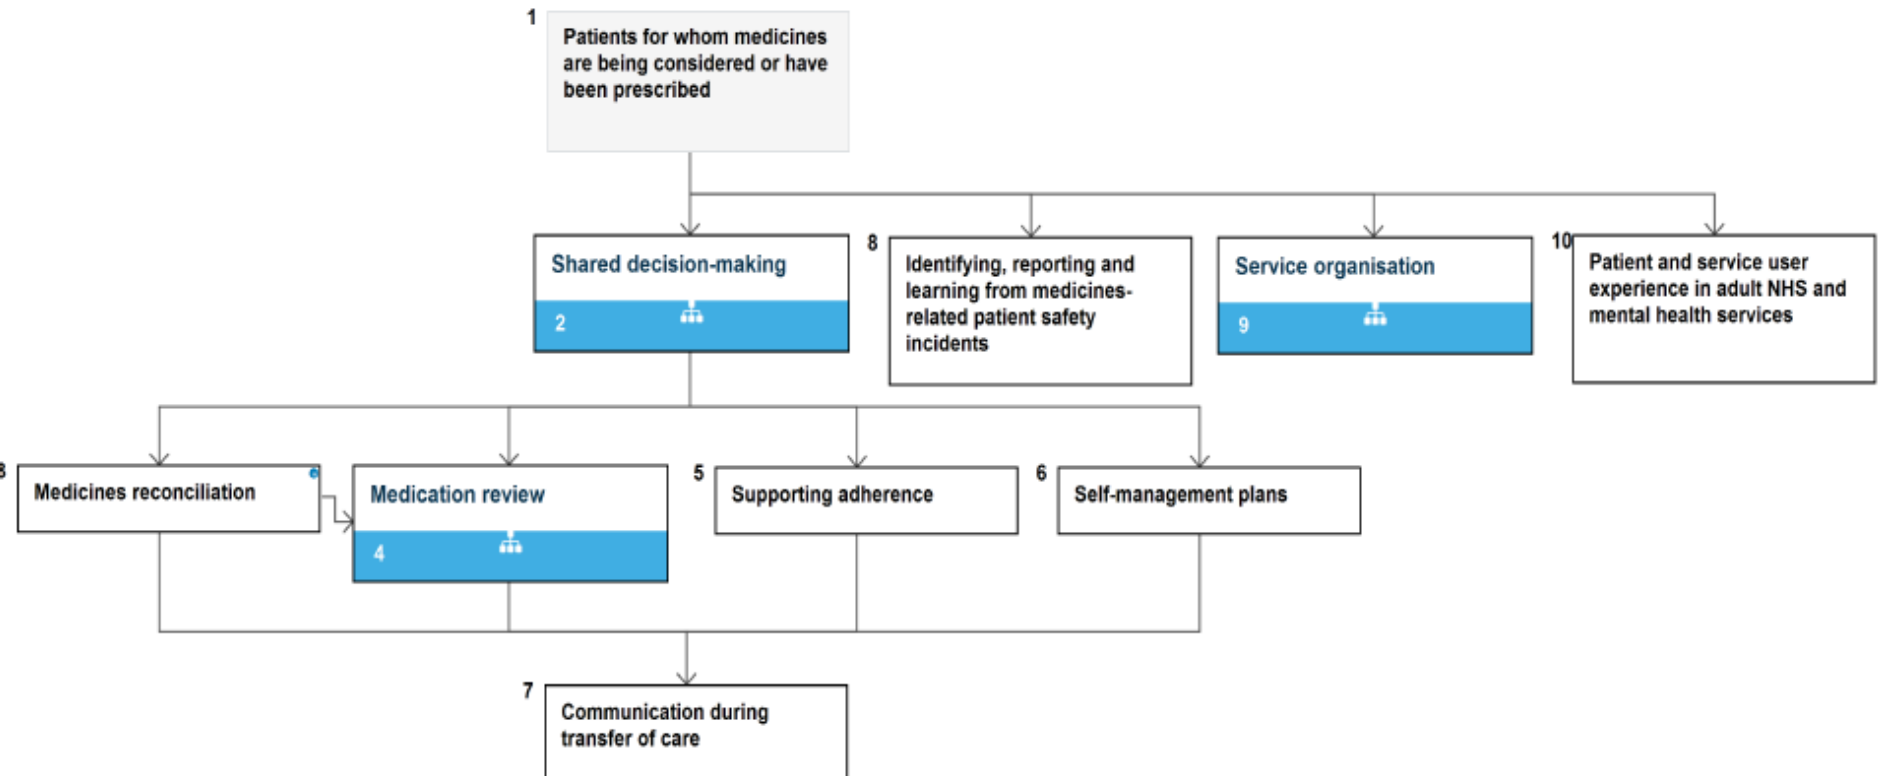 1
Patients for whom medicines
are being considered or have
been prescribed
Shared decision-making
2
8
Identifying, reporting and
learning from medicines-
related patient safety
incidents
Service organisation
9
10
Patient and service user
experience in adult NHS and
mental health services
3
Medicines reconciliation
Medication review
4
5
Supporting adherence
6
Self-management plans
7
Communication during
transfer of care